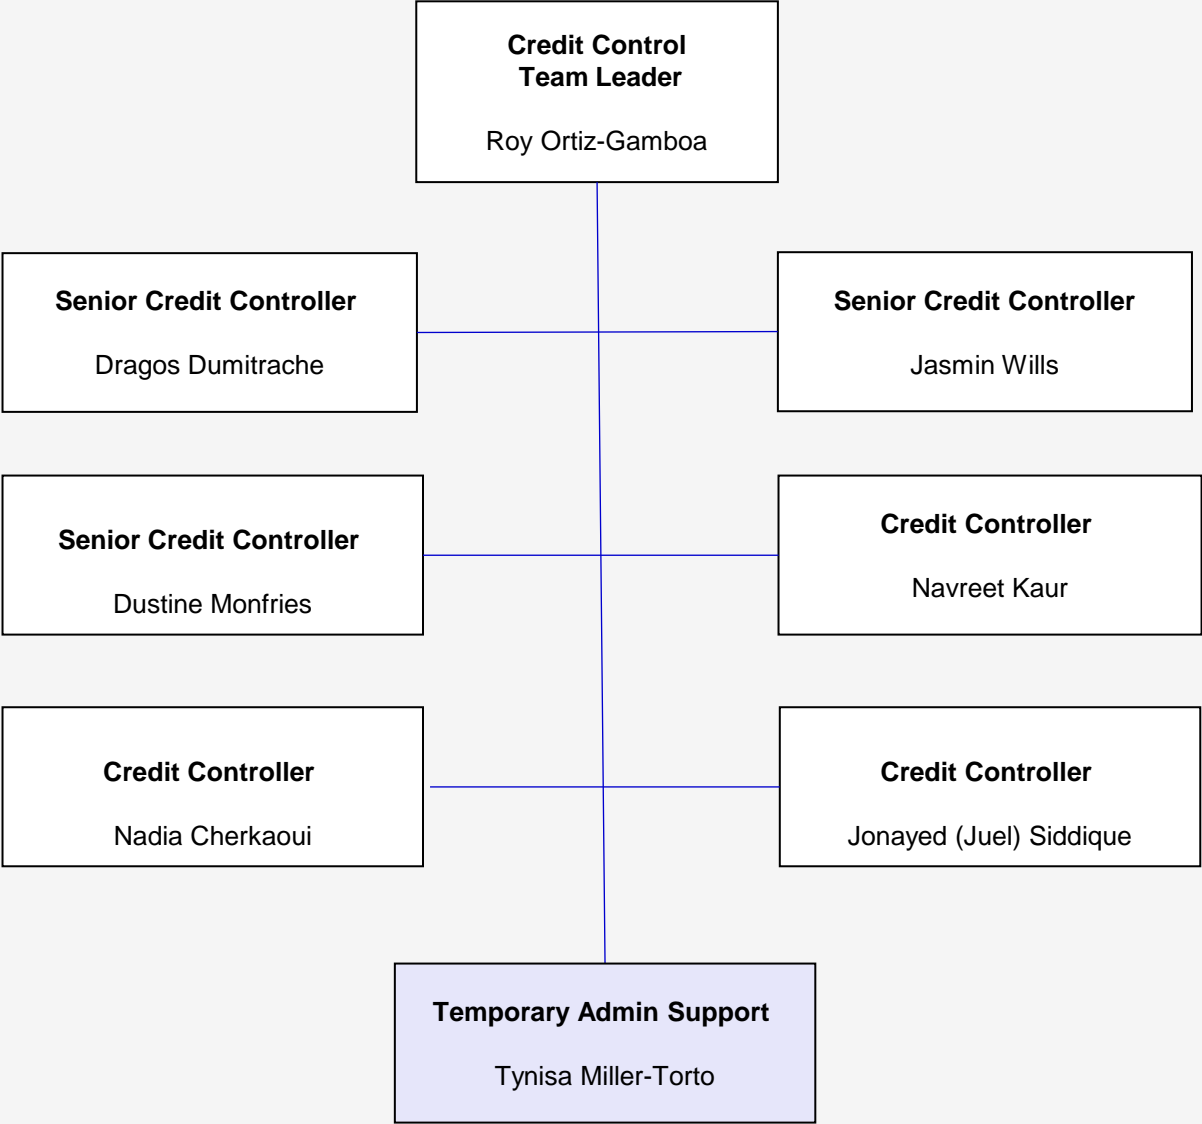 Credit Control
Team Leader
Roy Ortiz-Gamboa
Senior Credit Controller
Dragos Dumitrache
Senior Credit Controller
Jasmin Wills
Senior Credit Controller
Dustine Monfries
Credit Controller
Navreet Kaur
Credit Controller
Nadia Cherkaoui
Credit Controller
Jonayed (Juel) Siddique
Temporary Admin Support
Tynisa Miller-Torto